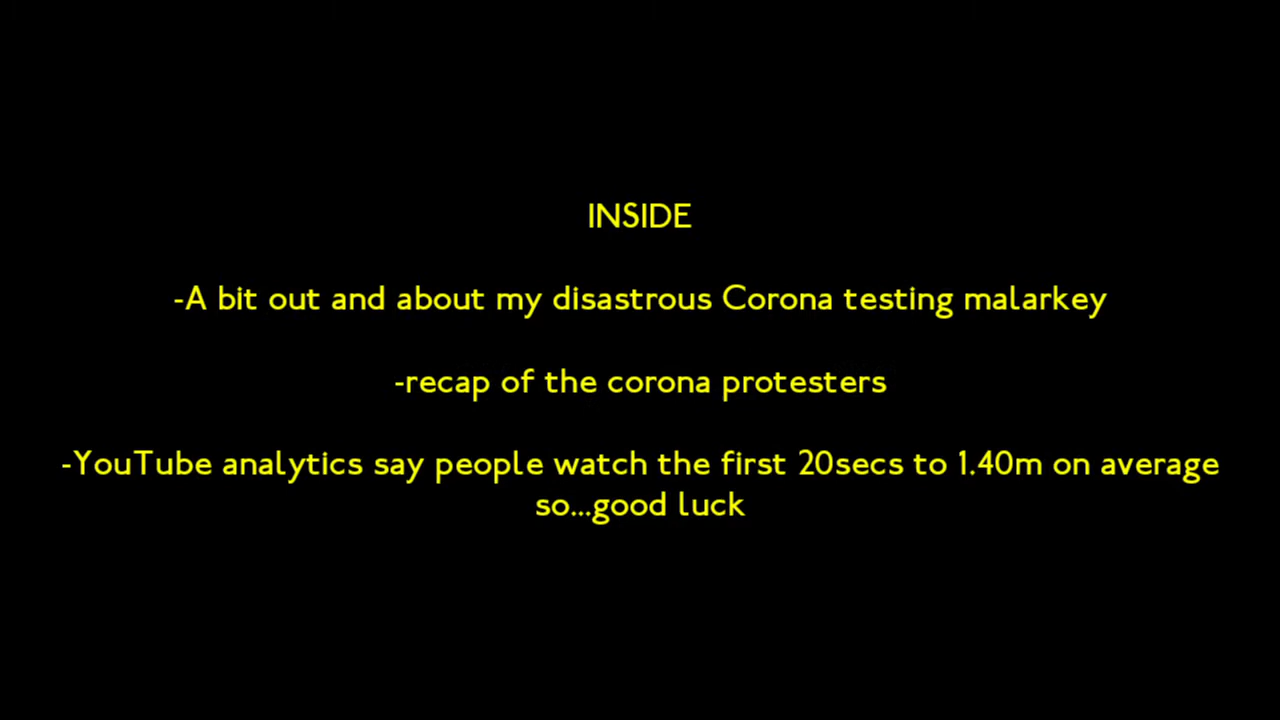 INSIDE
-A bit out and about my disastrous Corona testing malarkey
-recap of the corona protesters
-YouTube analytics say people watch the first 20secs to 1.40m on average
so...good luck